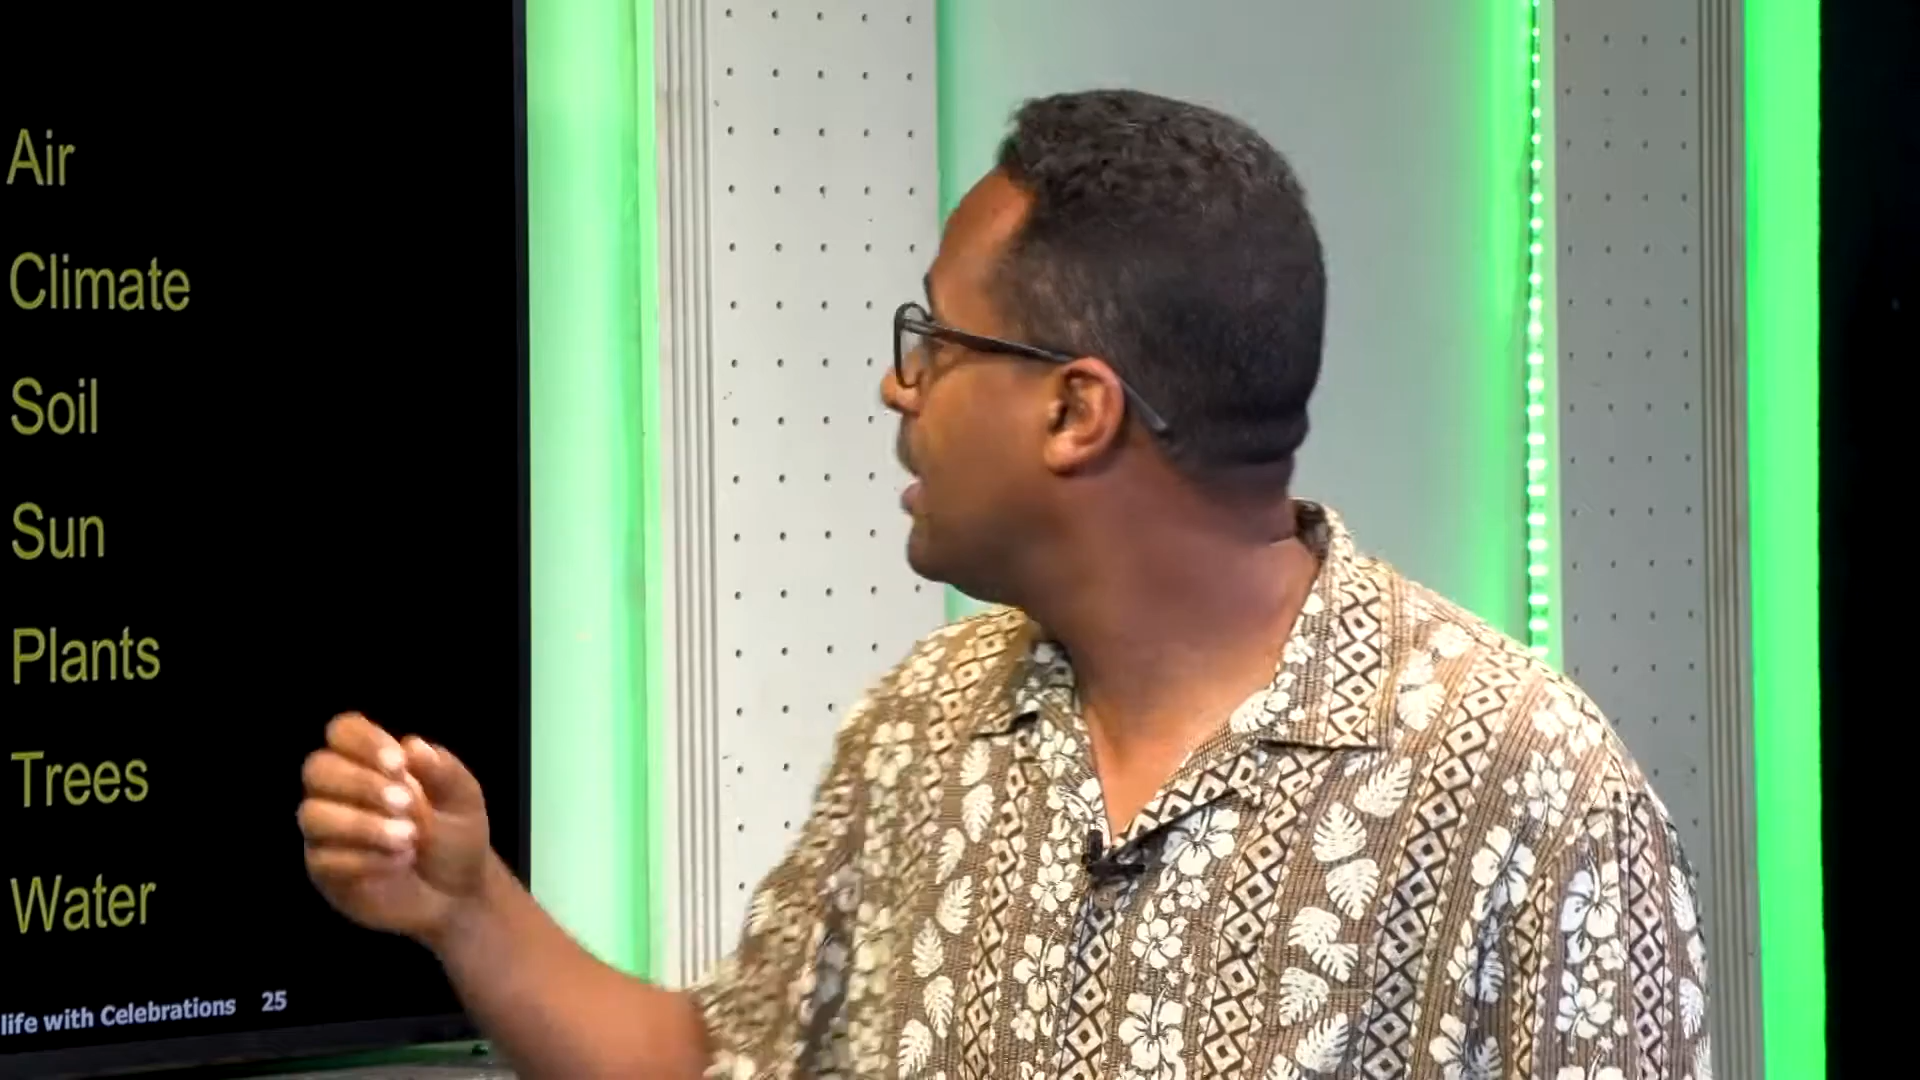 Air
Climate
Soil
Sun
Plants
Trees
Water
life with Celebrations 25